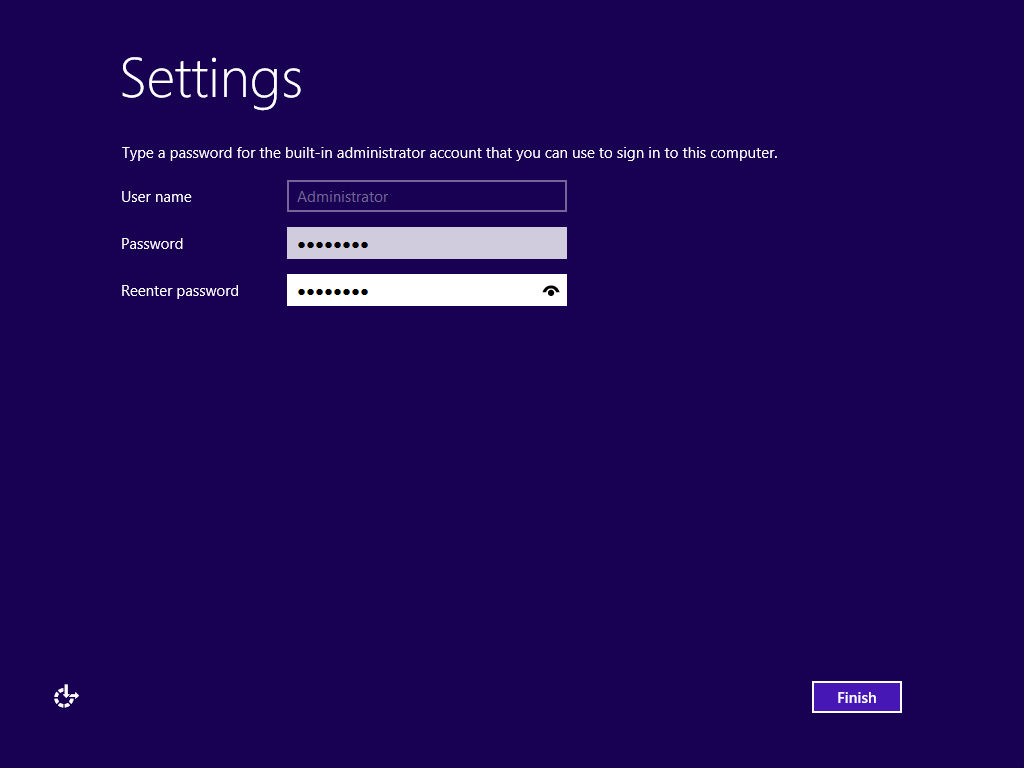 Settings
Type a password for the built-in administrator account that you can use to sign in to this computer.
User name
Administrator
Password
••••••••
Reenter password
••••••••
Finish